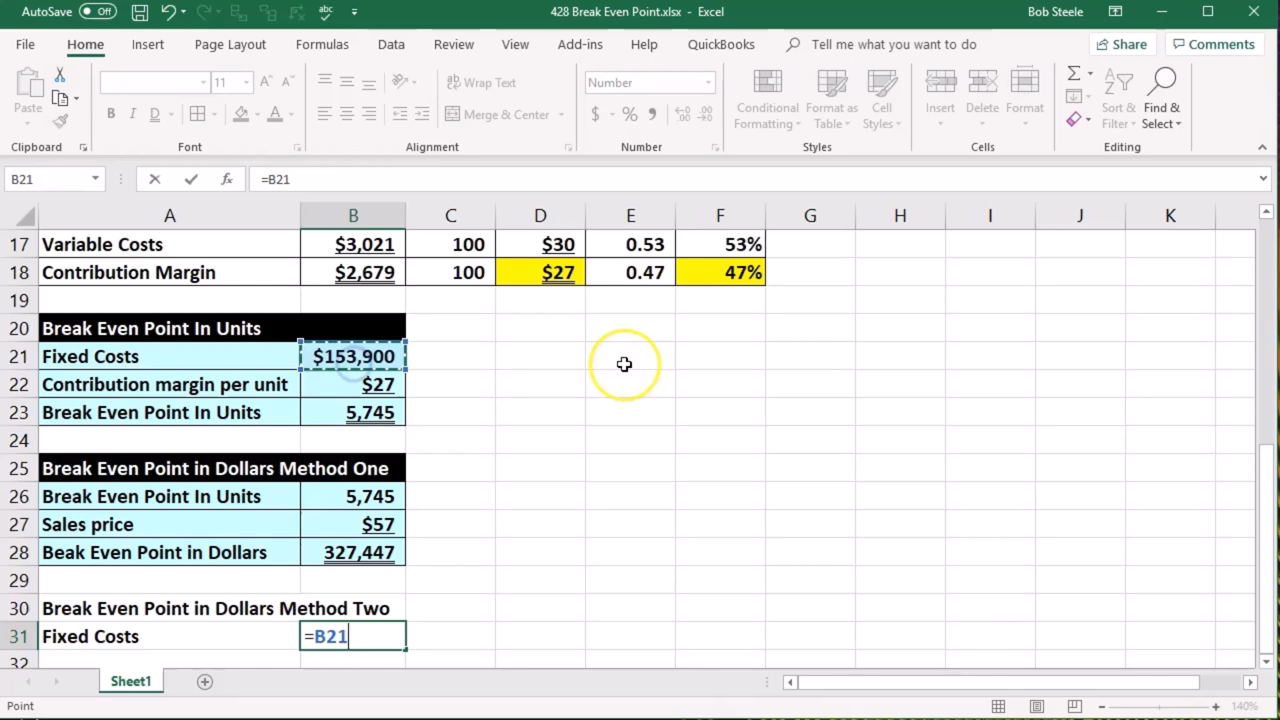 AutoSave Off abc 428 Break Even Point.xlsx - Excel Bob Steele
File Home Insert Page Layout Formulas Data Review View Add-ins Help QuickBooks Tell me what you want to do Share Comments
Paste 11 A A Wrap Text Number Conditional Formatting Format as Table Cell Styles Insert Delete Format Sort & Filter Find & Select
B I D A Merge & Center $ % , .00
Clipboard Font Alignment Number Styles Cells Editing
B21 fx =B21
A B C D E F G H I J K
17 Variable Costs $3,021 100 $30 0.53 53%
18 Contribution Margin $2,679 100 $27 0.47 47%
19
20 Break Even Point In Units
21 Fixed Costs $153,900
22 Contribution margin per unit $27
23 Break Even Point In Units 5,745
24
25 Break Even Point in Dollars Method One
26 Break Even Point In Units 5,745
27 Sales price $57
28 Beak Even Point in Dollars 327,447
29
30 Break Even Point in Dollars Method Two
31 Fixed Costs =B21
32
Sheet1
Point 140%